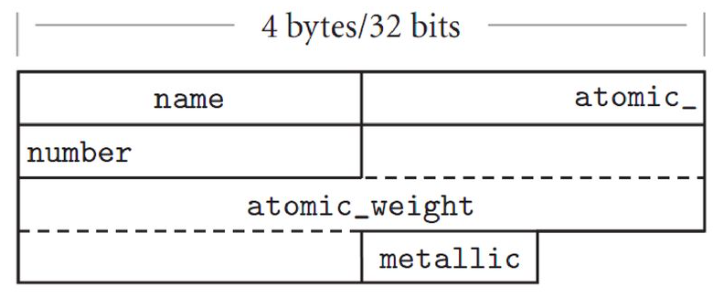 4 bytes/32 bits
name atomic_
number
atomic_weight
metallic